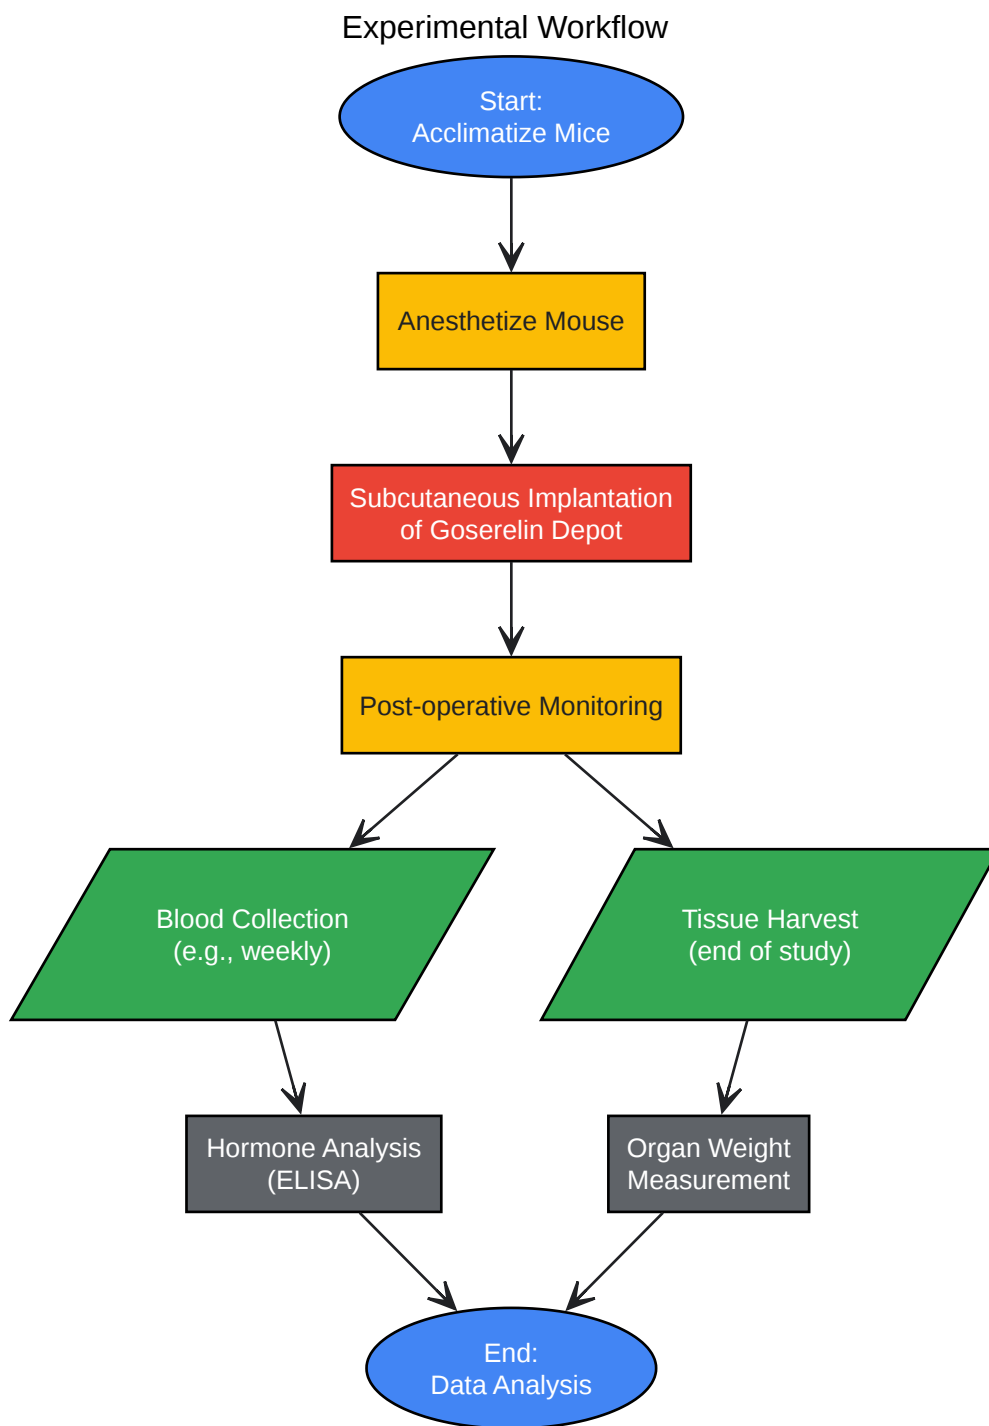 Experimental Workflow
Start:
Acclimatize Mice
Anesthetize Mouse
Subcutaneous Implantation
of Goserelin Depot
Post-operative Monitoring
Blood Collection
(e.g., weekly)
Tissue Harvest
(end of study)
Hormone Analysis
(ELISA)
Organ Weight
Measurement
End:
Data Analysis